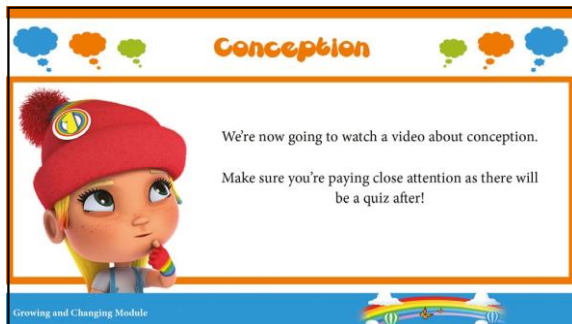 Conception
We're now going to watch a video about conception.
Make sure you're paying close attention as there will
be a quiz after!
Growing and Changing Module